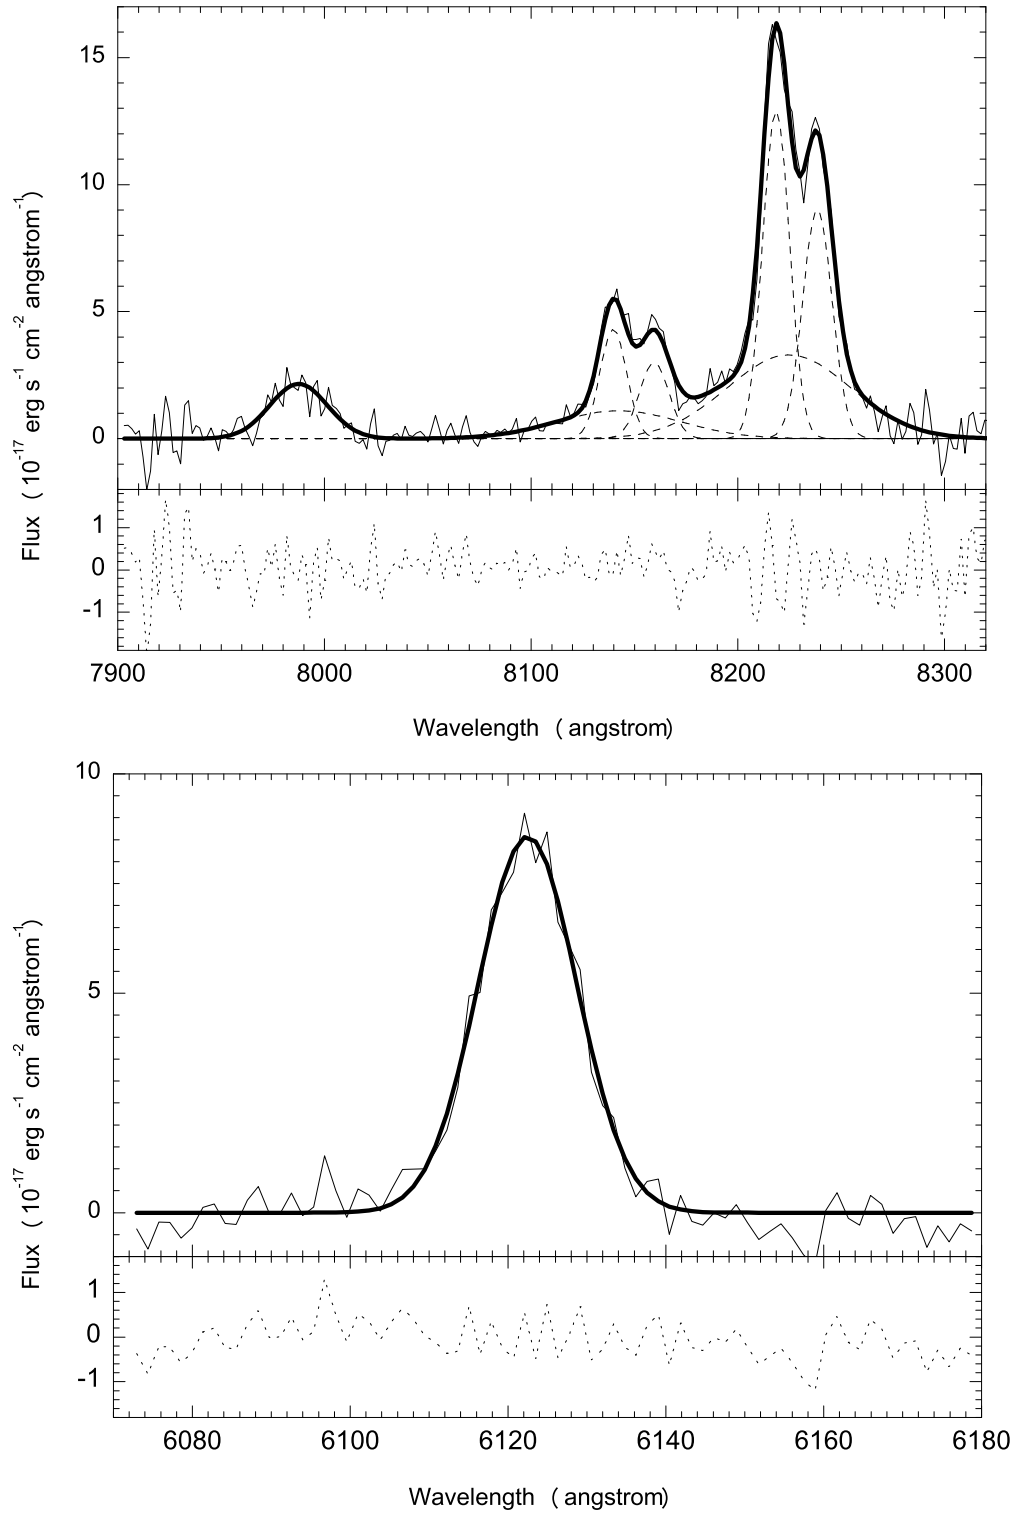 15
10
5
0
1
0
-1
Flux （10-17 erg s-1 cm-2 angstrom-1)
7900 8000 8100 8200 8300
Wavelength （angstrom)
10
5
0
1
0
-1
Flux （10-17 erg s-1 cm-2 angstrom-1)
6080 6100 6120 6140 6160 6180
Wavelength （angstrom)